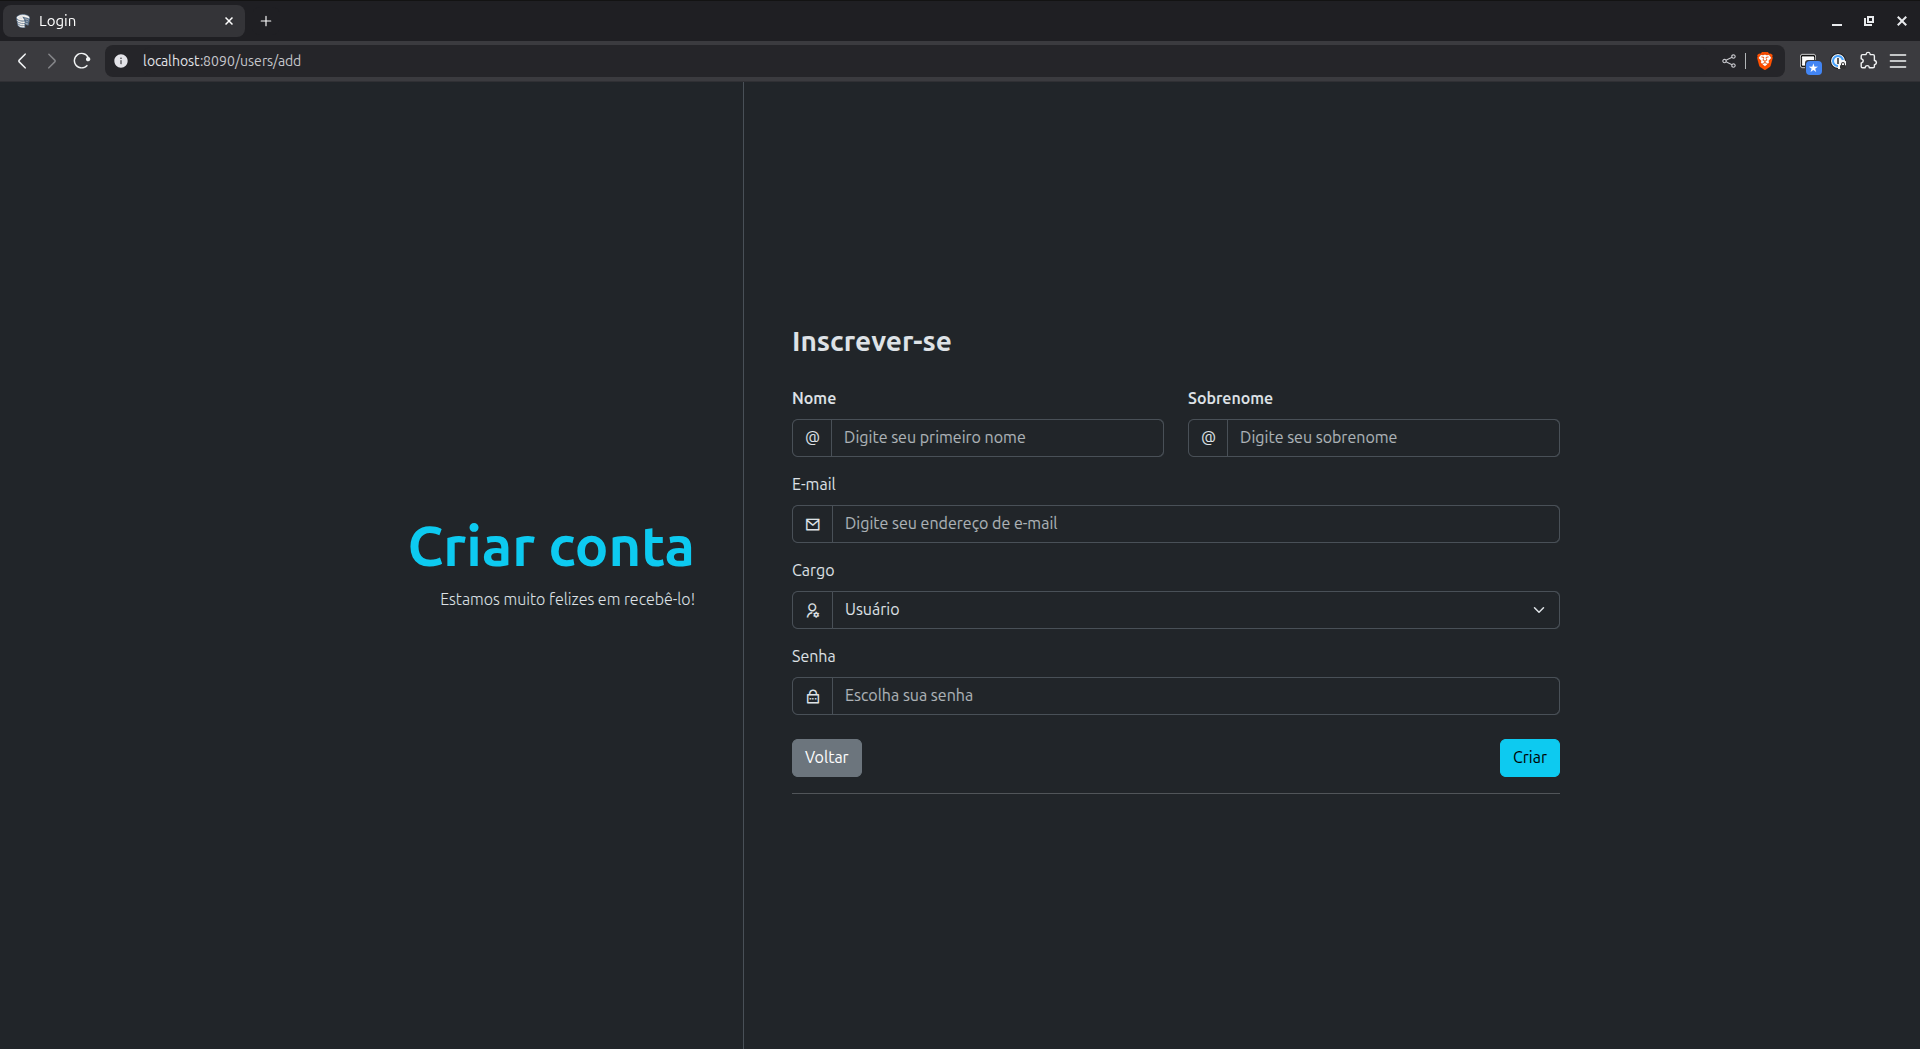 Login
localhost:8090/users/add
Criar conta
Estamos muito felizes em recebê-lo!
Inscrever-se
Nome
Sobrenome
@ Digite seu primeiro nome
@ Digite seu sobrenome
E-mail
Digite seu endereço de e-mail
Cargo
Usuário
Senha
Escolha sua senha
Voltar
Criar